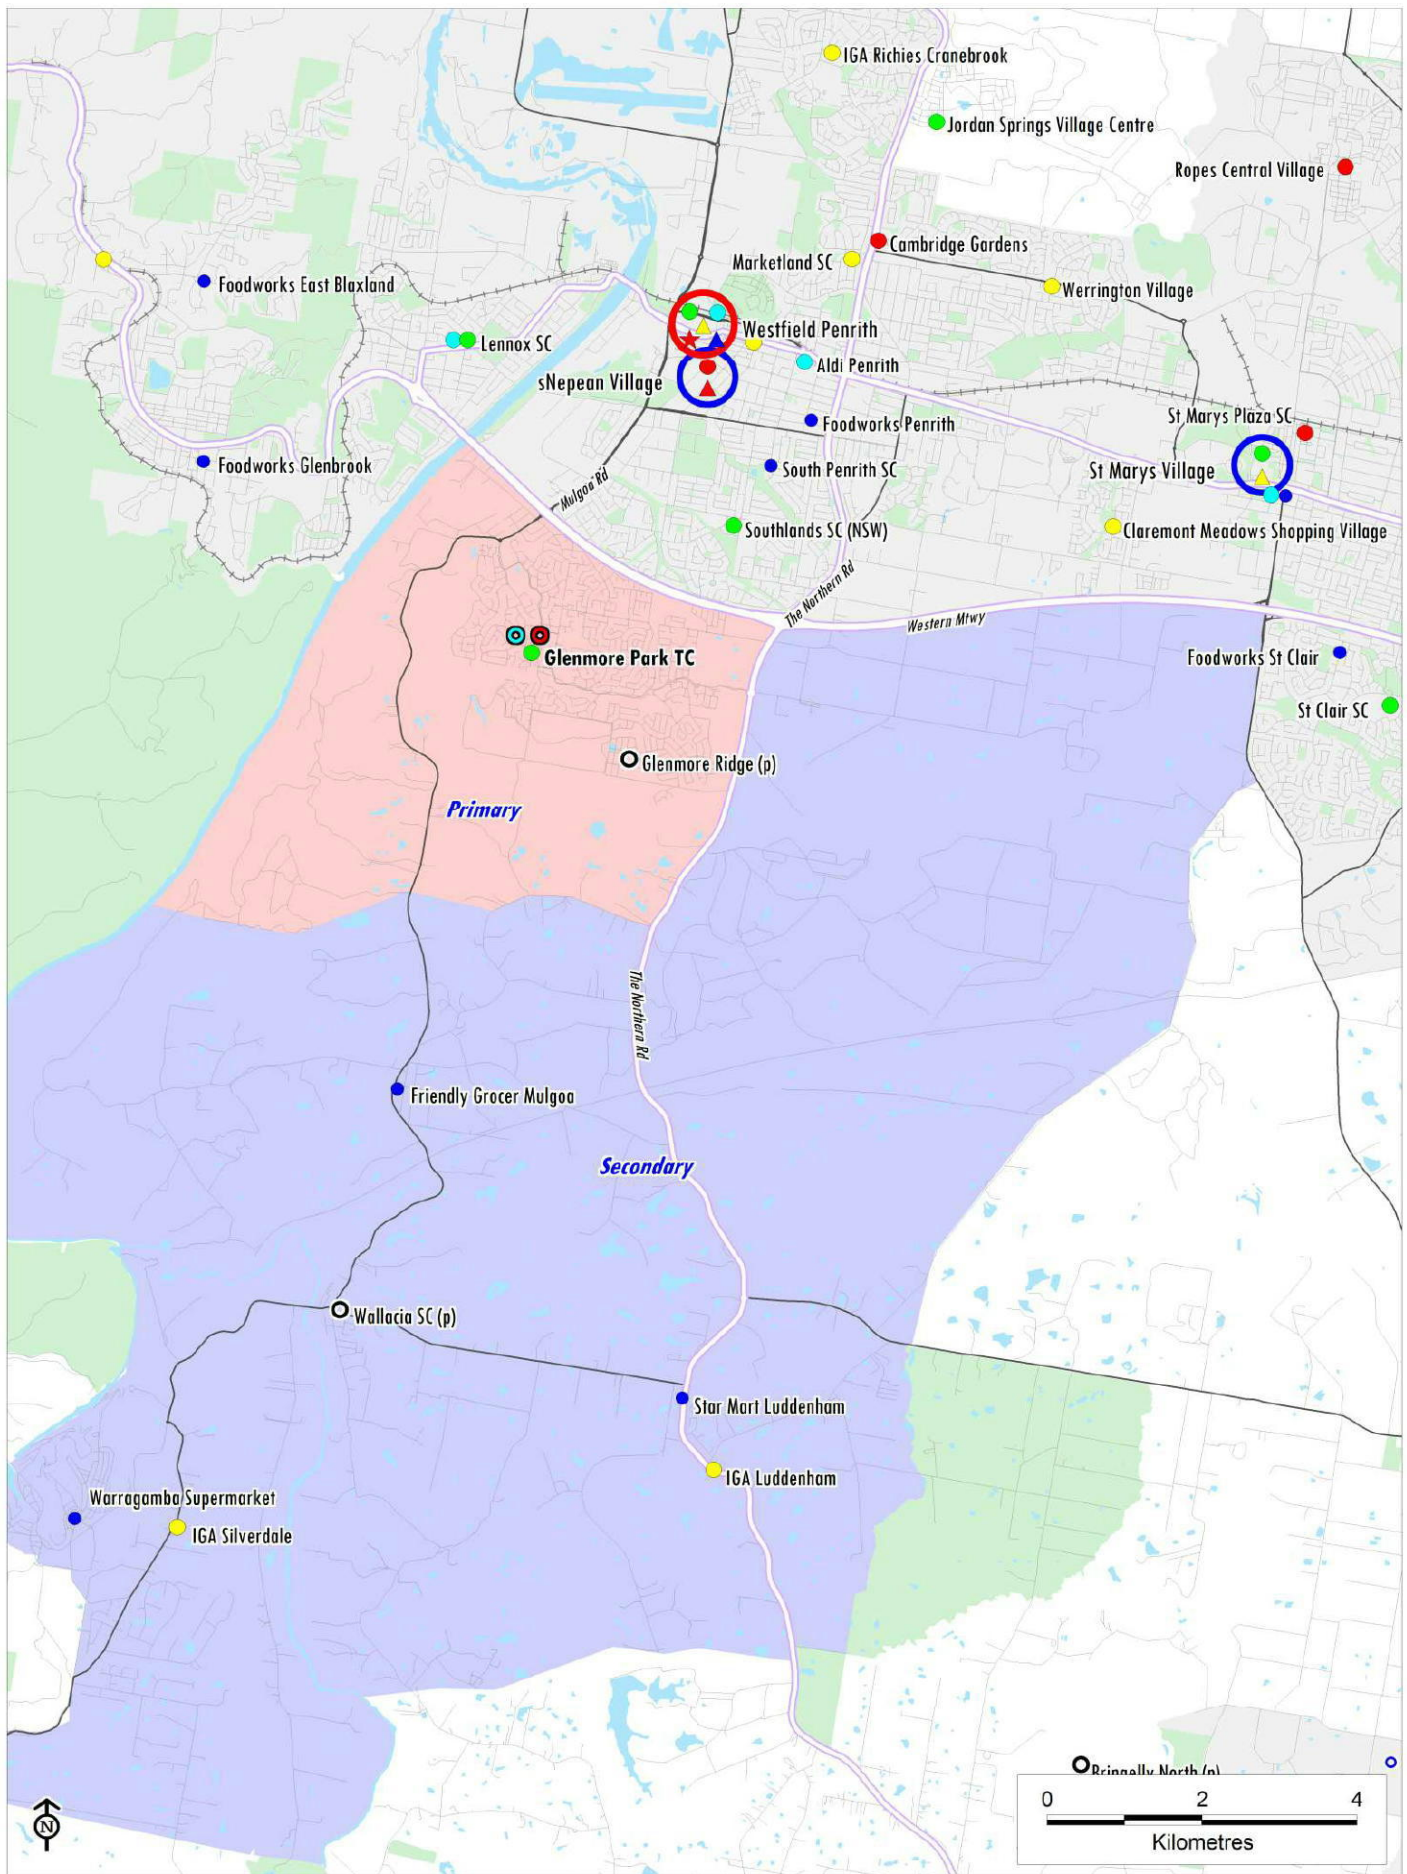 IGA Richies Cranebrook
Jordan Springs Village Centre
Ropes Central Village
Cambridge Gardens
Marketland SC
Foodworks East Blaxland
Werrington Village
Westfield Penrith
Lennox SC
Aldi Penrith
sNepean Village
St Marys Plaza SC
Foodworks Penrith
Foodworks Glenbrook
South Penrith SC
St Marys Village
Mulgoa Rd
Southlands SC (NSW)
Claremont Meadows Shopping Village
The Northern Rd
Western Mtwy
Glenmore Park TC
Foodworks St Clair
St Clair SC
Glenmore Ridge (p)
Primary
The Northern Rd
Friendly Grocer Mulgoa
Secondary
Wallacia SC (p)
Star Mart Luddenham
IGA Luddenham
Warragamba Supermarket
IGA Silverdale
Bringelly North (p)
N
0 2 4
Kilometres